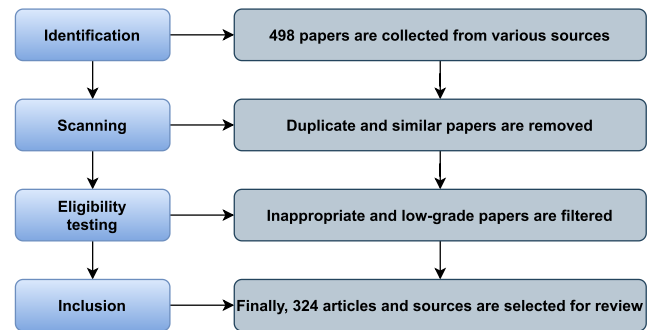 Identification
498 papers are collected from various sources
Scanning
Duplicate and similar papers are removed
Eligibility
testing
Inappropriate and low-grade papers are filtered
Inclusion
Finally, 324 articles and sources are selected for review